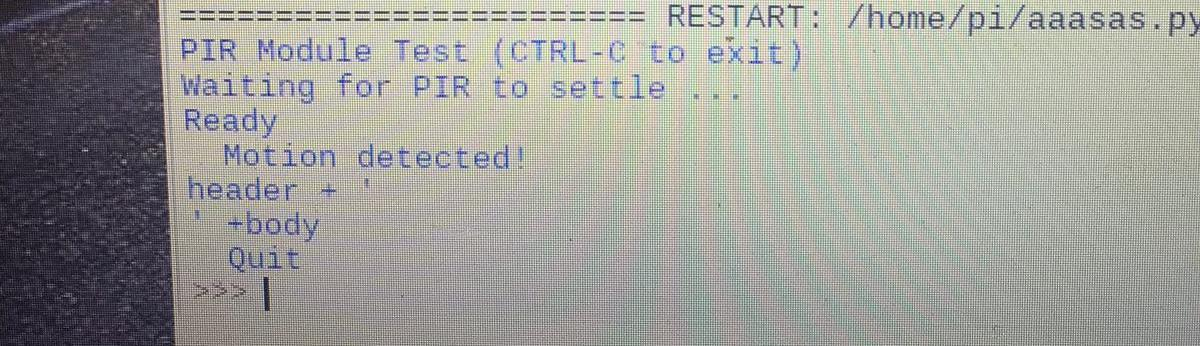 ========================= RESTART: /home/pi/aaasas.py
PIR Module Test (CTRL-C to exit)
Waiting for PIR to settle ...
Ready
  Motion detected!
header + '
' +body
  Quit
>>>